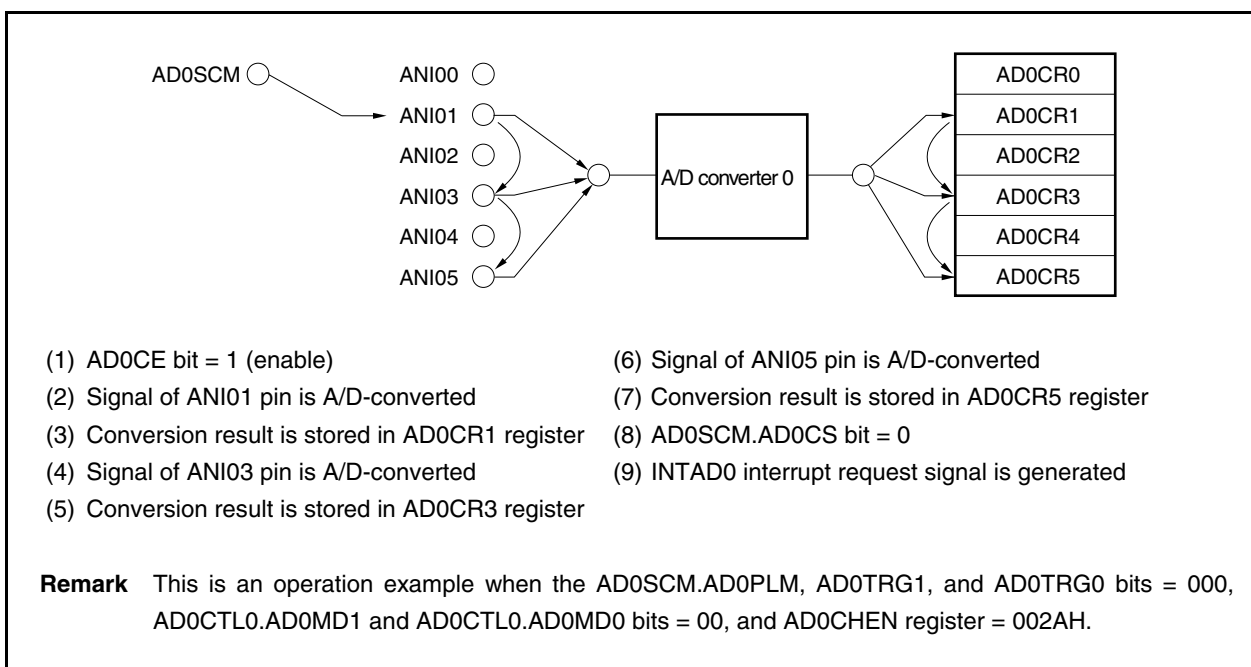 AD0SCM
ANI00
ANI01
ANI02
ANI03
ANI04
ANI05
A/D converter 0
AD0CR0
AD0CR1
AD0CR2
AD0CR3
AD0CR4
AD0CR5
(1) AD0CE bit = 1 (enable)
(2) Signal of ANI01 pin is A/D-converted
(3) Conversion result is stored in AD0CR1 register
(4) Signal of ANI03 pin is A/D-converted
(5) Conversion result is stored in AD0CR3 register
(6) Signal of ANI05 pin is A/D-converted
(7) Conversion result is stored in AD0CR5 register
(8) AD0SCM.AD0CS bit = 0
(9) INTAD0 interrupt request signal is generated
Remark This is an operation example when the AD0SCM.AD0PLM, AD0TRG1, and AD0TRG0 bits = 000,
AD0CTL0.AD0MD1 and AD0CTL0.AD0MD0 bits = 00, and AD0CHEN register = 002AH.